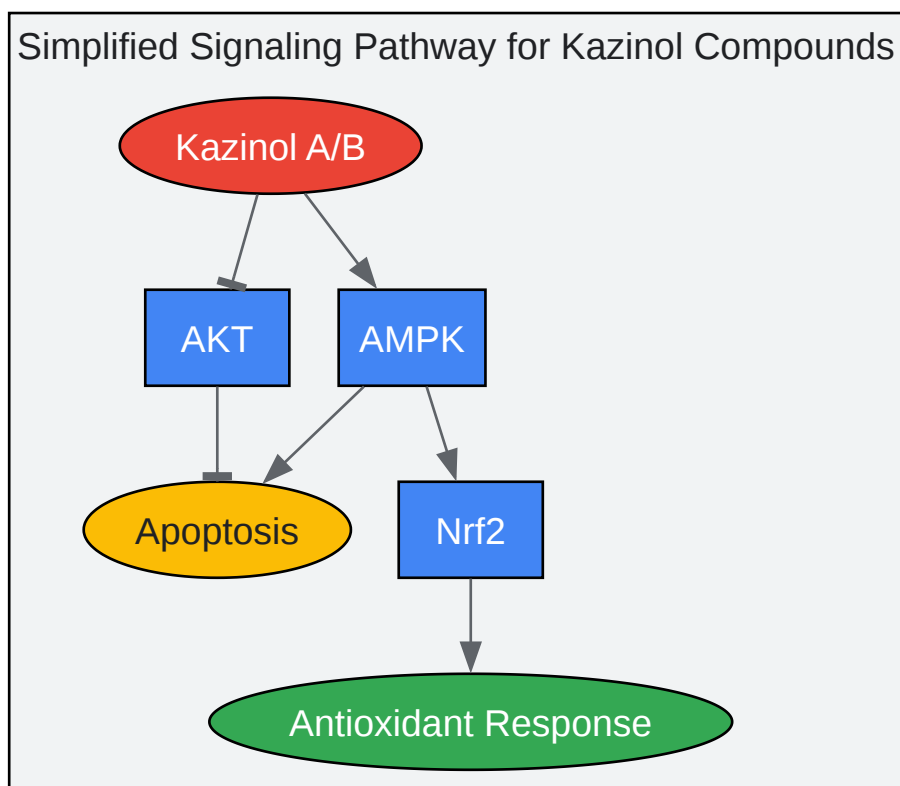 Simplified Signaling Pathway for Kazinol Compounds
Kazinol A/B
AKT
AMPK
Apoptosis
Nrf2
Antioxidant Response